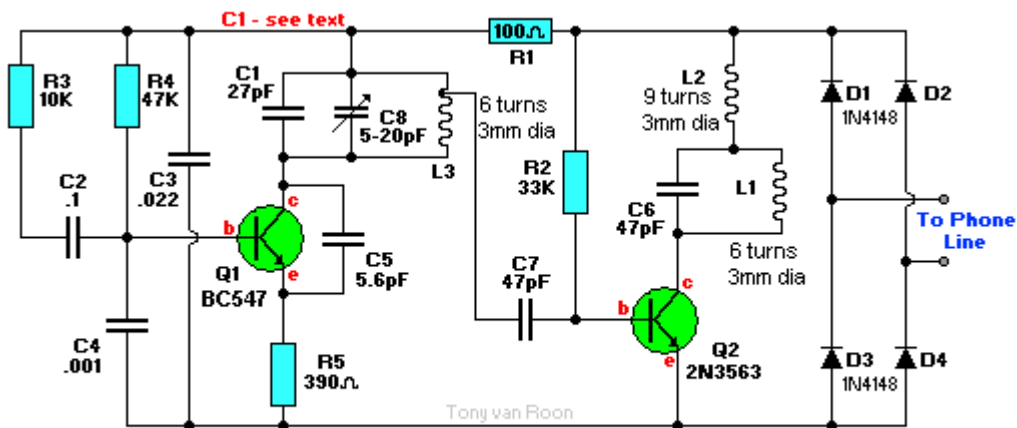 C1 - see text
100Ω
R1
R3
10K
R4
47K
C1
27pF
C8
5-20pF
6 turns
3mm dia
L3
L2
9 turns
3mm dia
D1
1N4148
D2
C2
.1
C3
.022
R2
33K
L1
C6
47pF
6 turns
3mm dia
To Phone
Line
b
c
e
Q1
BC547
C5
5.6pF
C7
47pF
b
c
e
Q2
2N3563
C4
.001
R5
390Ω
D3
1N4148
D4
Tony van Roon